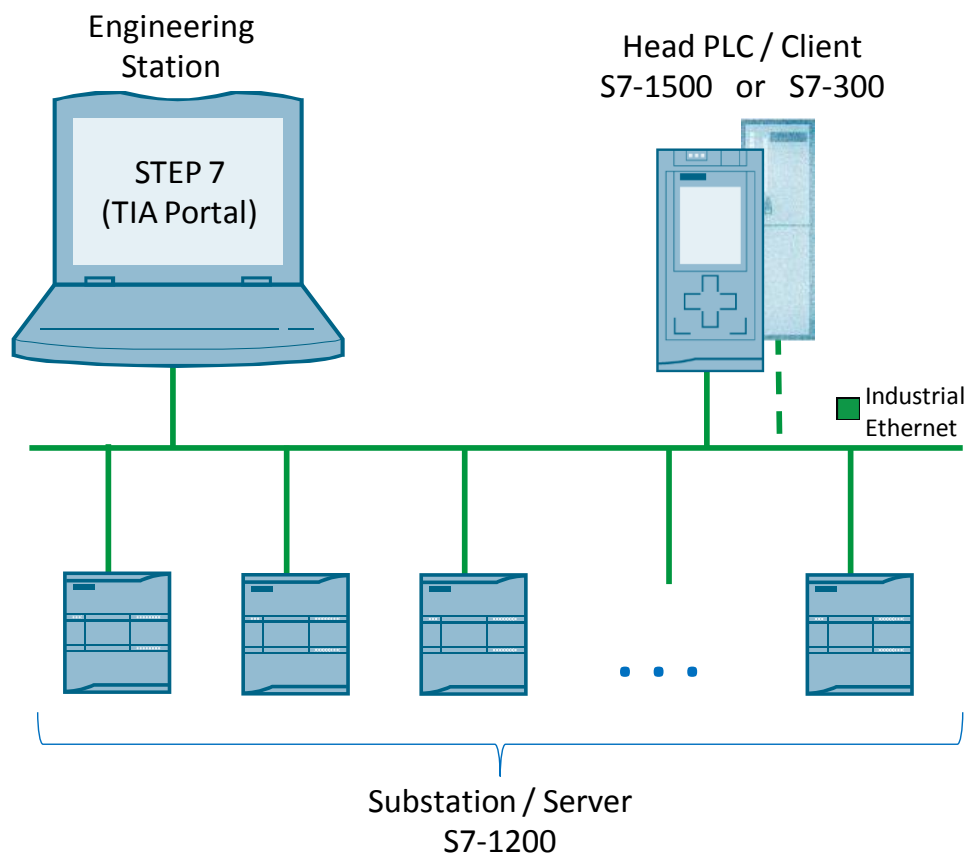 Engineering
Station
STEP 7
(TIA Portal)
Head PLC / Client
S7-1500 or S7-300
Industrial
Ethernet
Substation / Server
S7-1200